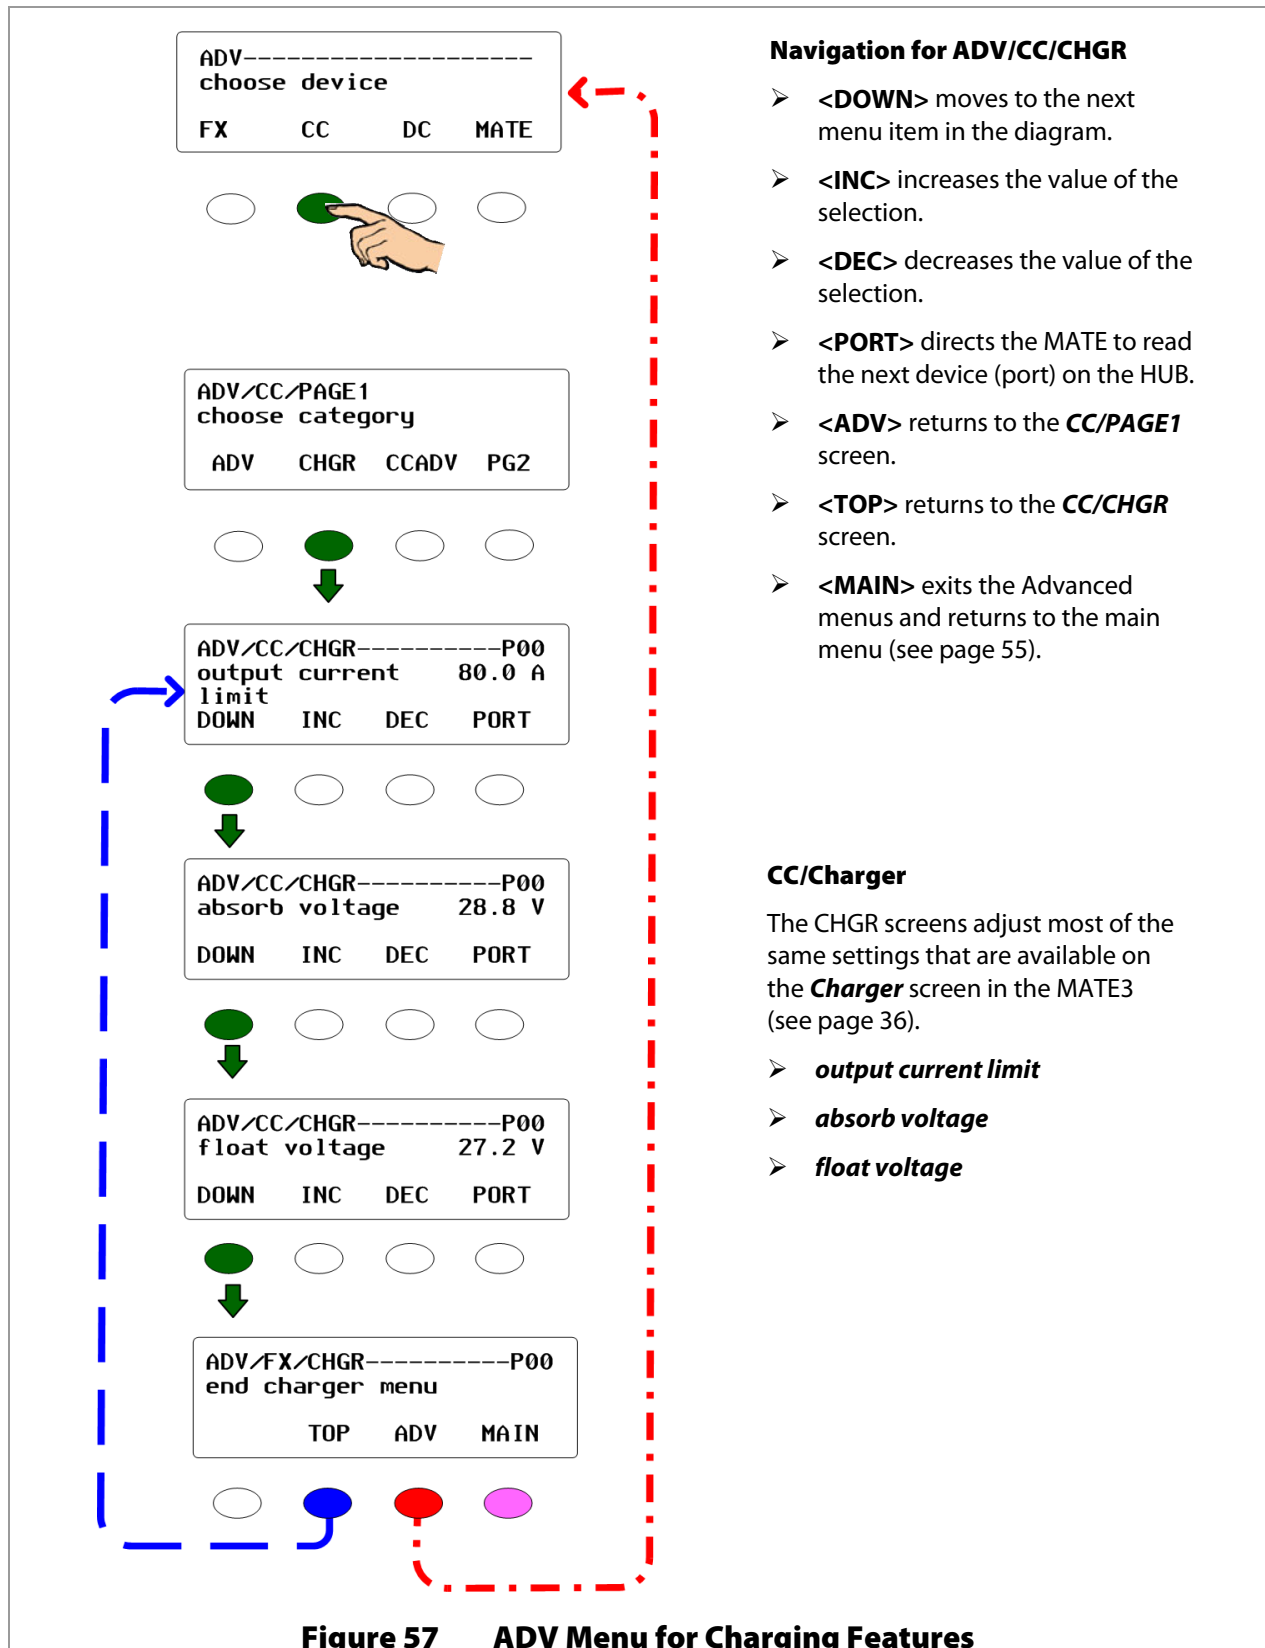 ADV--------------------
choose device
FX CC DC MATE
ADV/CC/PAGE1
choose category
ADV CHGR CCADV PG2
ADV/CC/CHGR-----------P00
output current 80.0 A
limit
DOWN INC DEC PORT
ADV/CC/CHGR-----------P00
absorb voltage 28.8 V
DOWN INC DEC PORT
ADV/CC/CHGR-----------P00
float voltage 27.2 V
DOWN INC DEC PORT
ADV/FX/CHGR-----------P00
end charger menu
TOP ADV MAIN
Navigation for ADV/CC/CHGR
➢ <DOWN> moves to the next
menu item in the diagram.
➢ <INC> increases the value of the
selection.
➢ <DEC> decreases the value of the
selection.
➢ <PORT> directs the MATE to read
the next device (port) on the HUB.
➢ <ADV> returns to the CC/PAGE1
screen.
➢ <TOP> returns to the CC/CHGR
screen.
➢ <MAIN> exits the Advanced
menus and returns to the main
menu (see page 55).
CC/Charger
The CHGR screens adjust most of the
same settings that are available on
the Charger screen in the MATE3
(see page 36).
➢ output current limit
➢ absorb voltage
➢ float voltage
Figure 57 ADV Menu for Charging Features